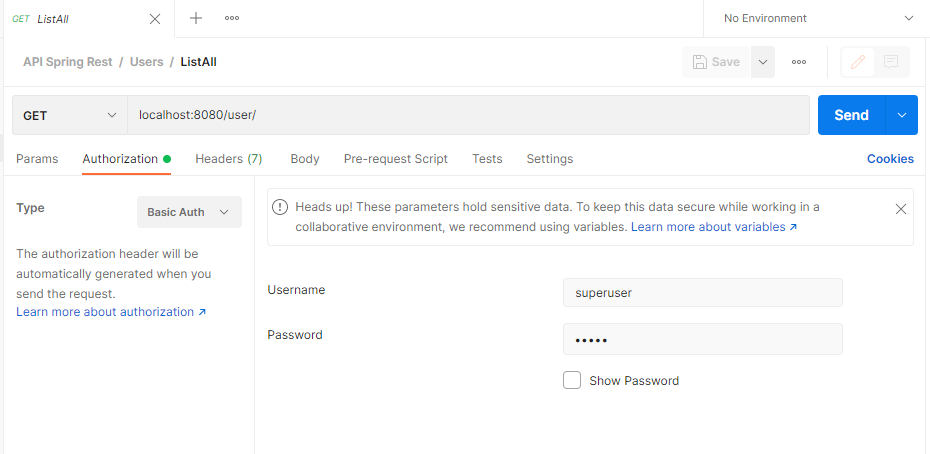 GET ListAll
No Environment
API Spring Rest / Users / ListAll
Save
GET
localhost:8080/user/
Send
Params
Authorization
Headers (7)
Body
Pre-request Script
Tests
Settings
Cookies
Type
Basic Auth
The authorization header will be
automatically generated when you
send the request.
Learn more about authorization ↗
Heads up! These parameters hold sensitive data. To keep this data secure while working in a
collaborative environment, we recommend using variables. Learn more about variables ↗
Username
superuser
Password
•••••
Show Password